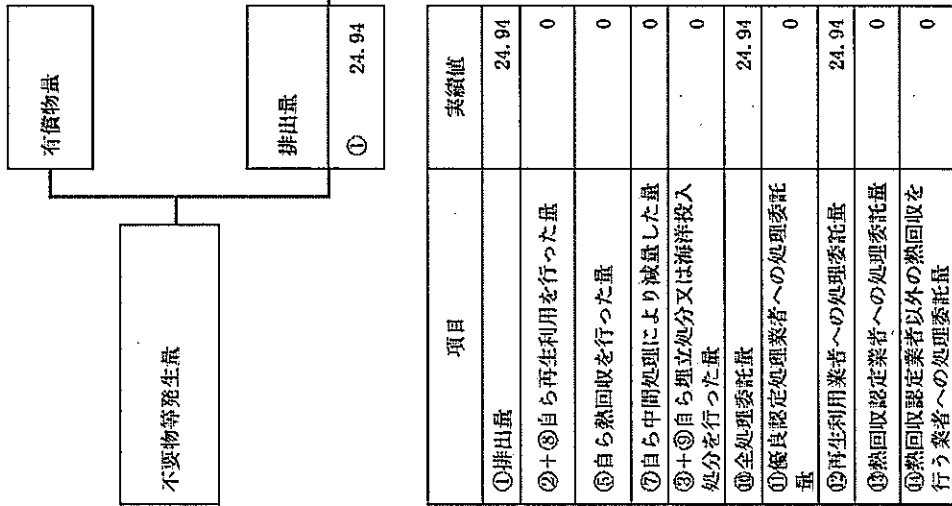 有償物量
不要物等発生量
排出量
① 24.94
項目 実績値
①排出量 24.94
②+⑧自ら再生利用を行った量 0
⑤自ら熱回収を行った量 0
⑦自ら中間処理により減量した量 0
③+⑨自ら埋立処分又は海洋投入 0
処分を行った量
⑩全処理委託量 24.94
⑪優良認定処理業者への処理委託 0
量
⑫再生利用業者への処理委託量 24.94
⑬熱回収認定業者への処理委託量 0
⑭熱回収認定業者以外の熱回収を 0
行う業者への処理委託量